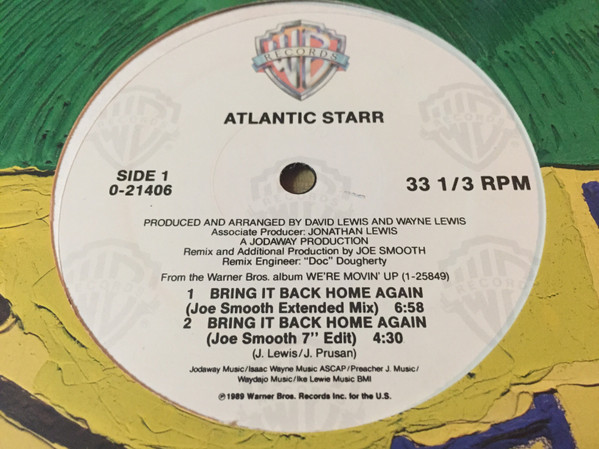 WB
RECORDS
ATLANTIC STARR
SIDE 1
0-21406
33 1/3 RPM
PRODUCED AND ARRANGED BY DAVID LEWIS AND WAYNE LEWIS
Associate Producer: JONATHAN LEWIS
A JODAWAY PRODUCTION
Remix and Additional Production by JOE SMOOTH
Remix Engineer: "Doc" Dougherty
From the Warner Bros. album WE'RE MOVIN' UP (1-25849)
1 BRING IT BACK HOME AGAIN
(Joe Smooth Extended Mix) 6:58
2 BRING IT BACK HOME AGAIN
(Joe Smooth 7'' Edit) 4:30
(J. Lewis/J. Prusan)
Jodaway Music/Isaac Wayne Music ASCAP/Preacher J. Music/
Waydajo Music/Ike Lewie Music BMI
℗1989 Warner Bros. Records Inc. for the U.S.